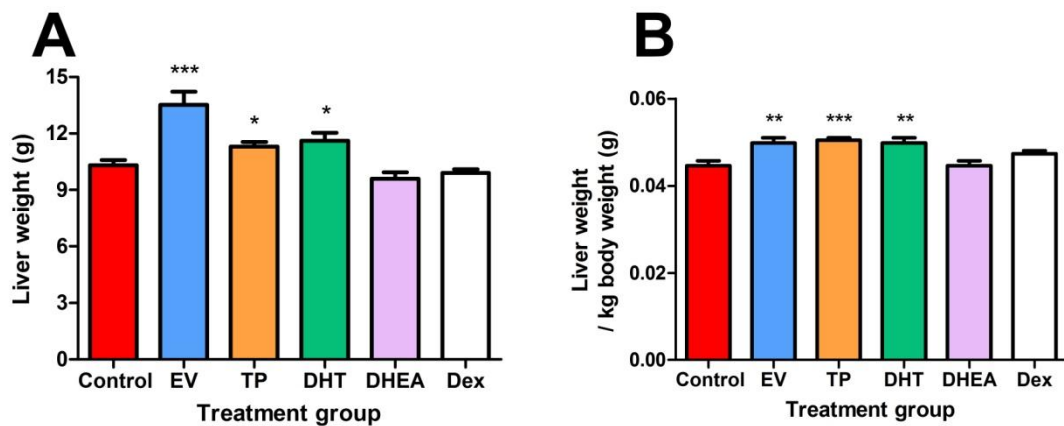 A
Liver weight (g)
15
12
9
6
3
0
***
*
*
Control EV TP DHT DHEA Dex
Treatment group
B
Liver weight
/ kg body weight (g)
0.06
0.04
0.02
0.00
**
***
**
Control EV TP DHT DHEA Dex
Treatment group